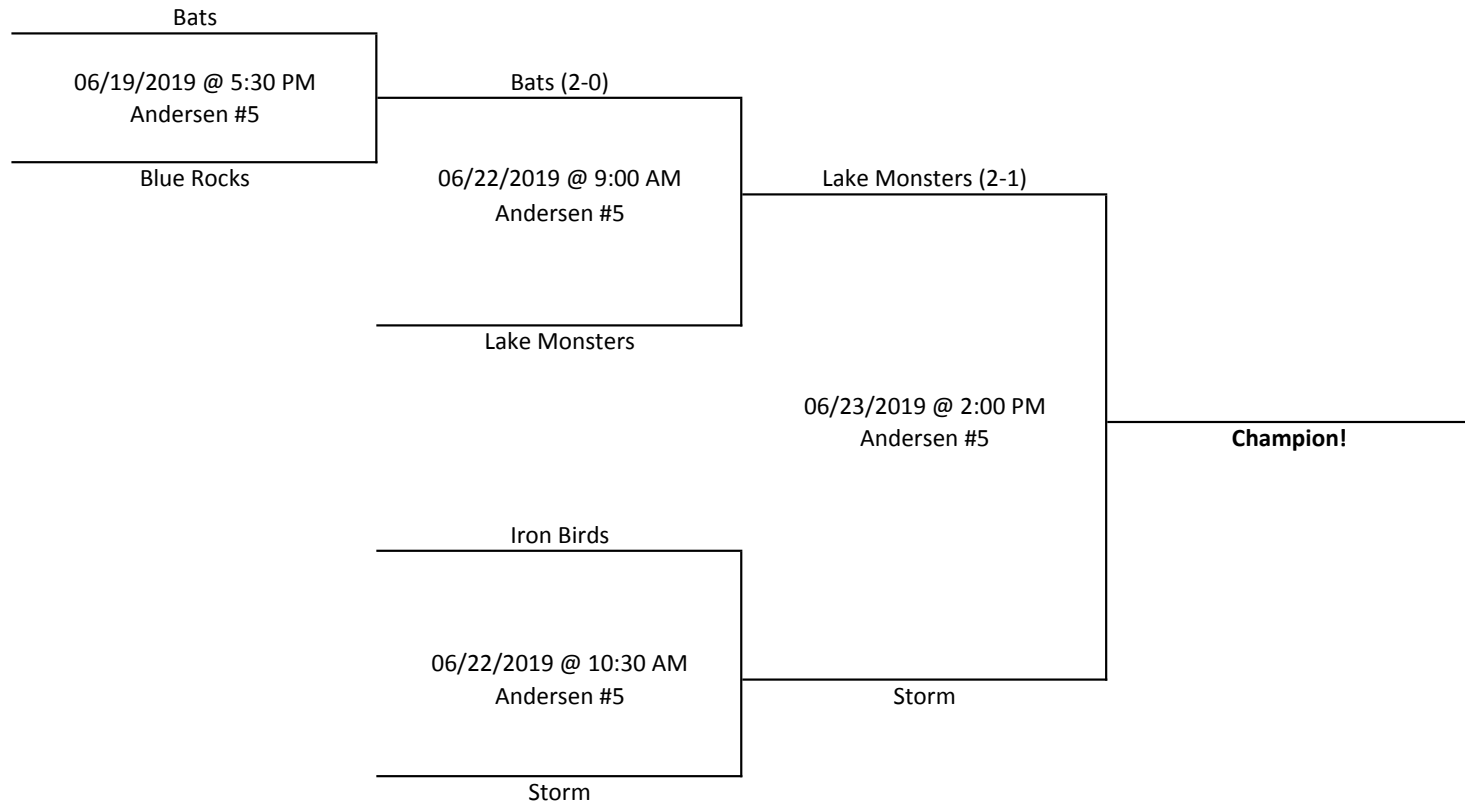 Bats
06/19/2019 @ 5:30 PM
Andersen #5
Blue Rocks
Bats (2-0)
06/22/2019 @ 9:00 AM
Andersen #5
Lake Monsters
Lake Monsters (2-1)
06/23/2019 @ 2:00 PM
Andersen #5
Champion!
Iron Birds
06/22/2019 @ 10:30 AM
Andersen #5
Storm
Storm